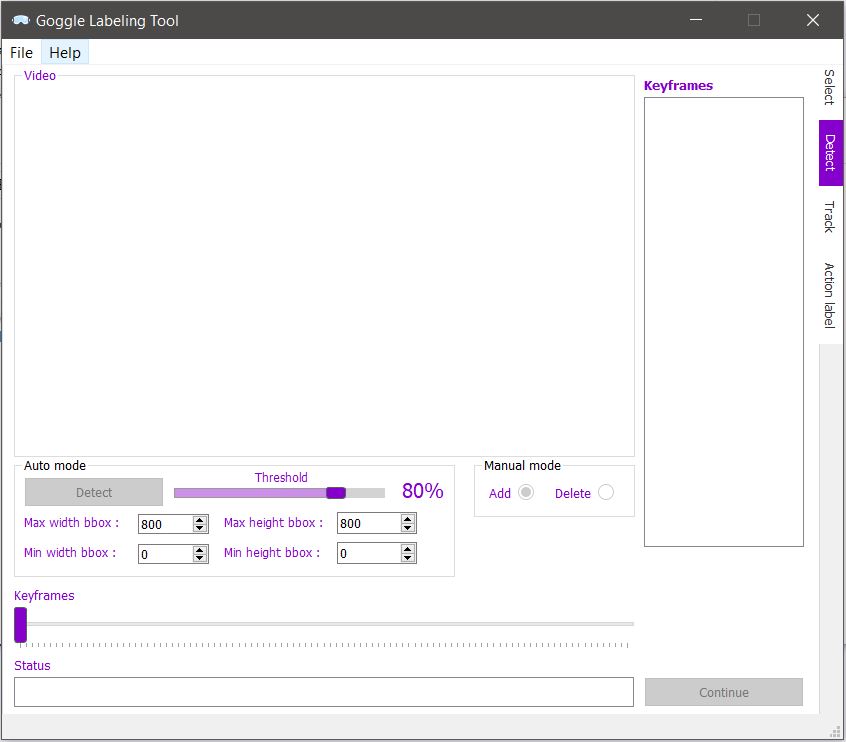 Goggle Labeling Tool
File Help
Video
Keyframes
Select
Detect
Track
Action label
Auto mode
Detect
Threshold
80%
Max width bbox : 800 Max height bbox : 800
Min width bbox : 0 Min height bbox : 0
Manual mode
Add Delete
Keyframes
Status
Continue